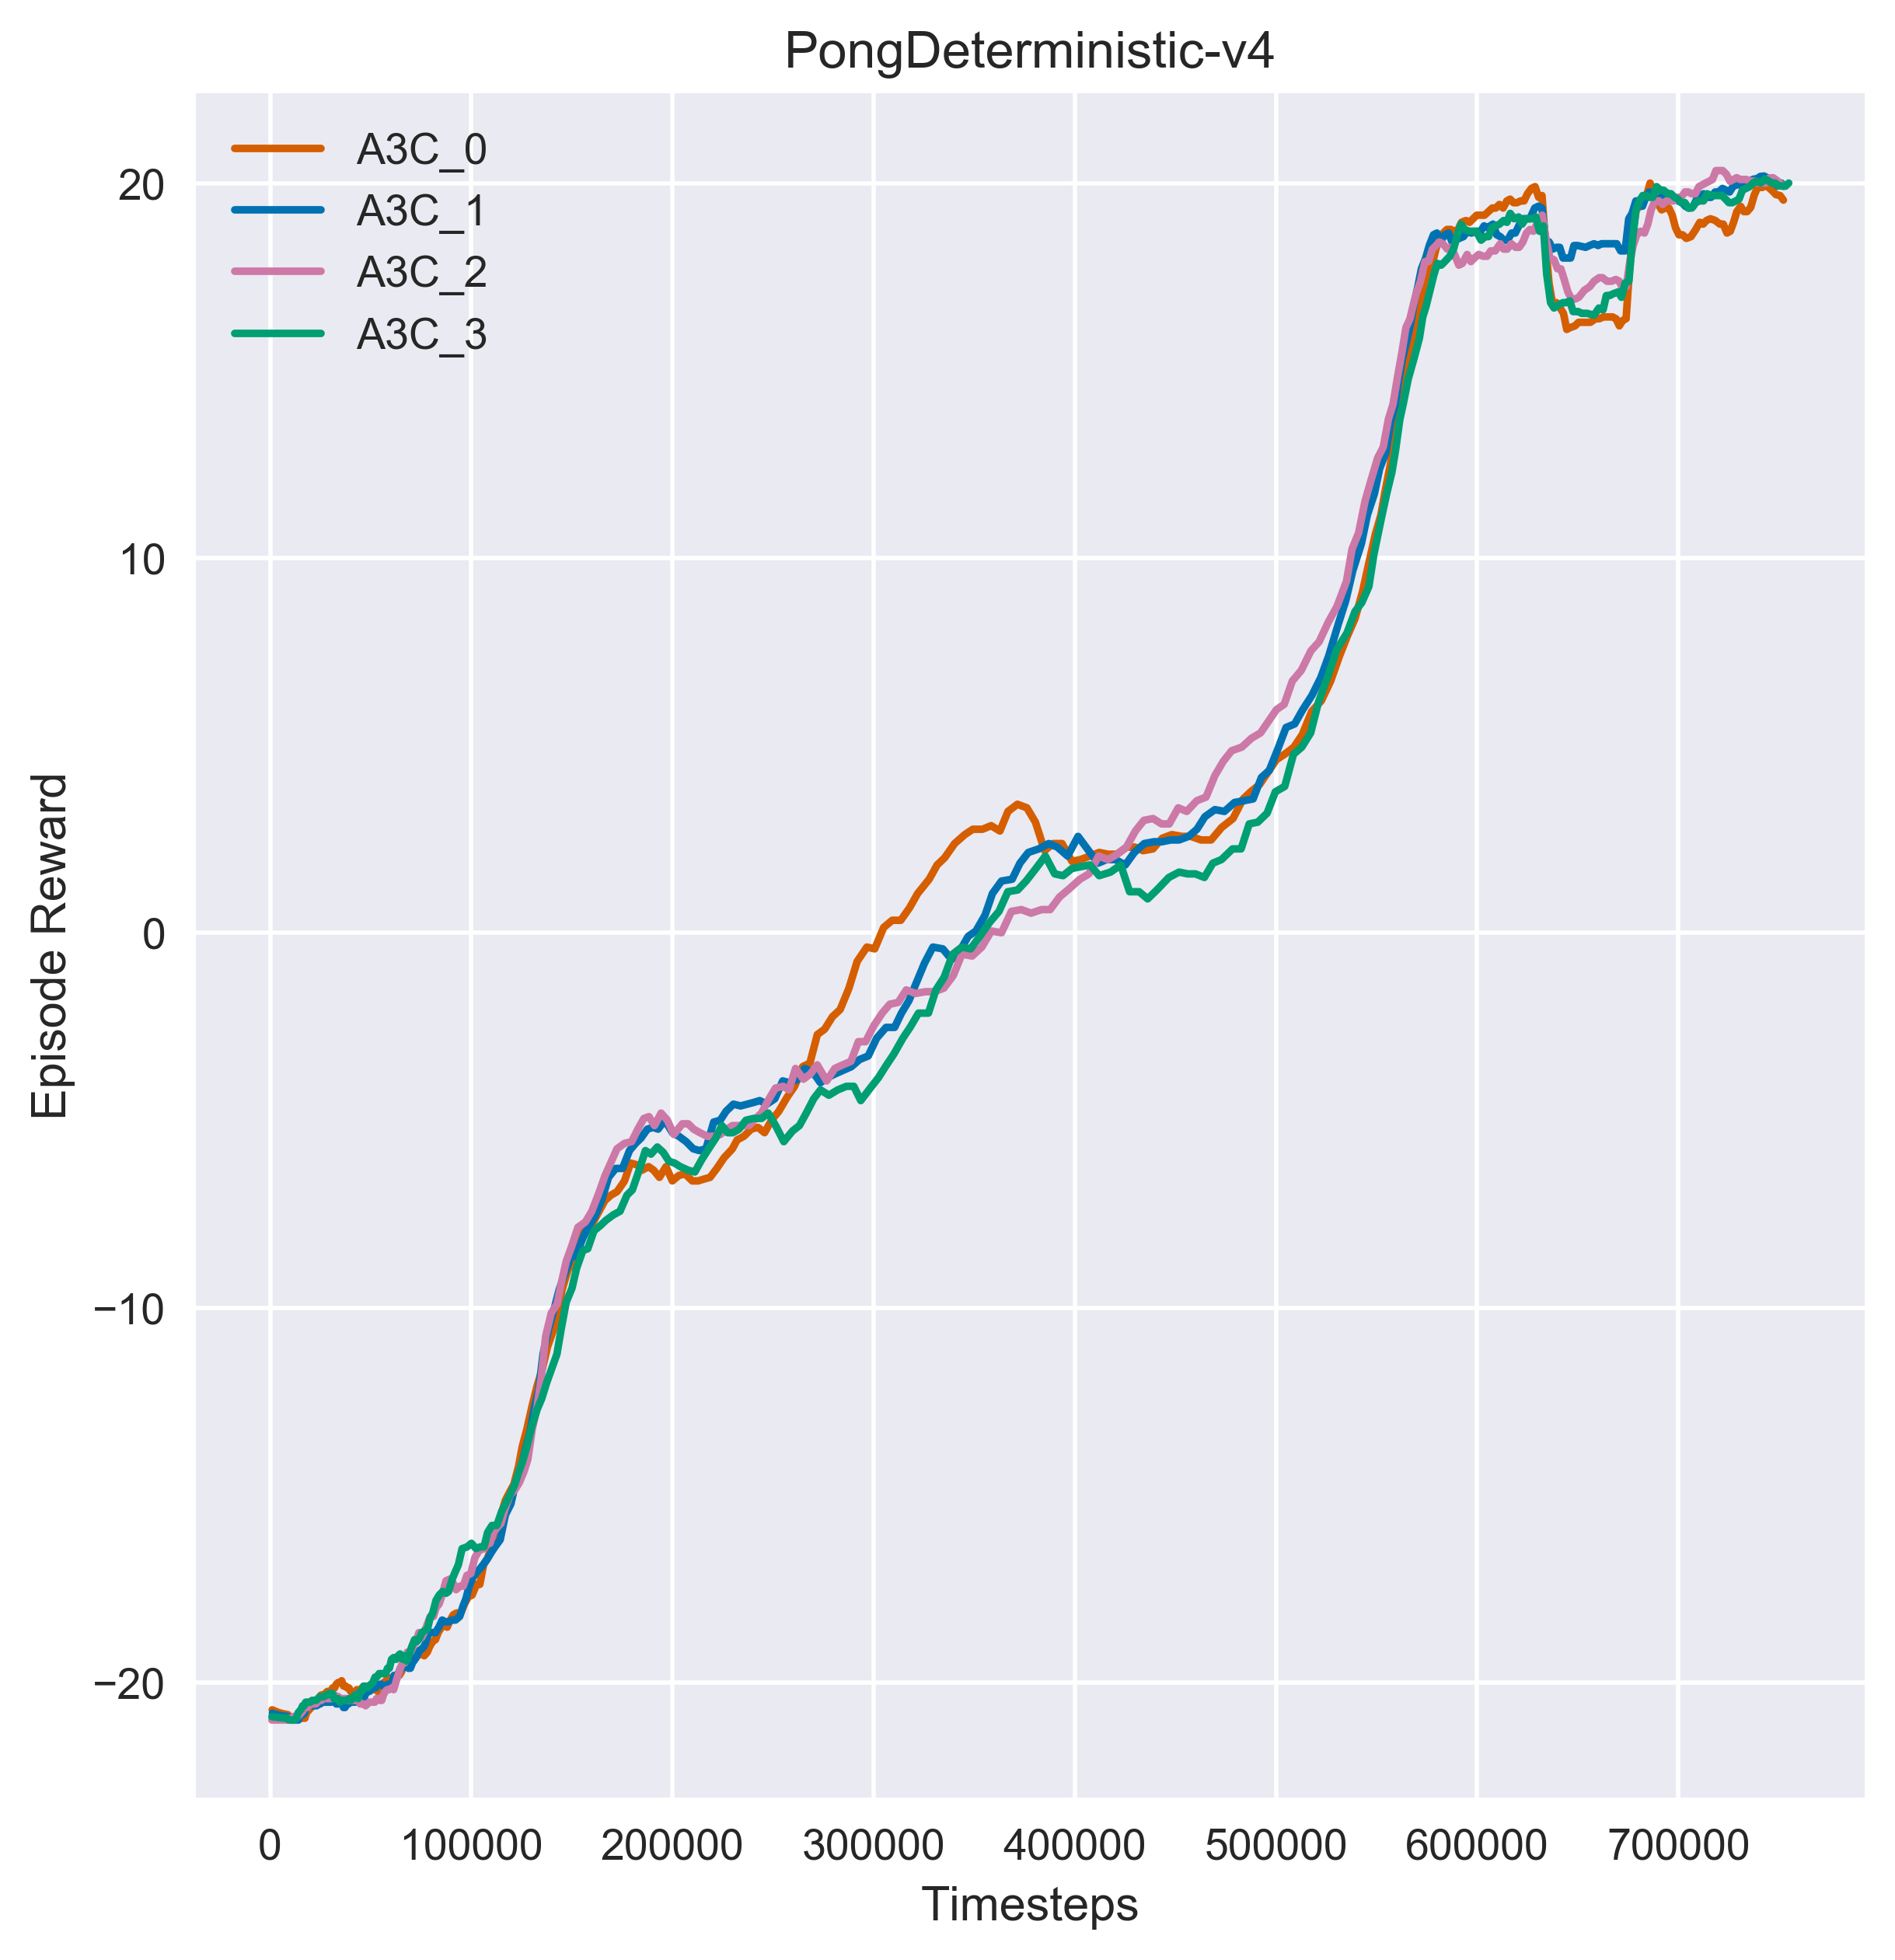 PongDeterministic-v4
A3C_0
A3C_1
A3C_2
A3C_3
20
10
0
−10
−20
Episode Reward
0 100000 200000 300000 400000 500000 600000 700000
Timesteps